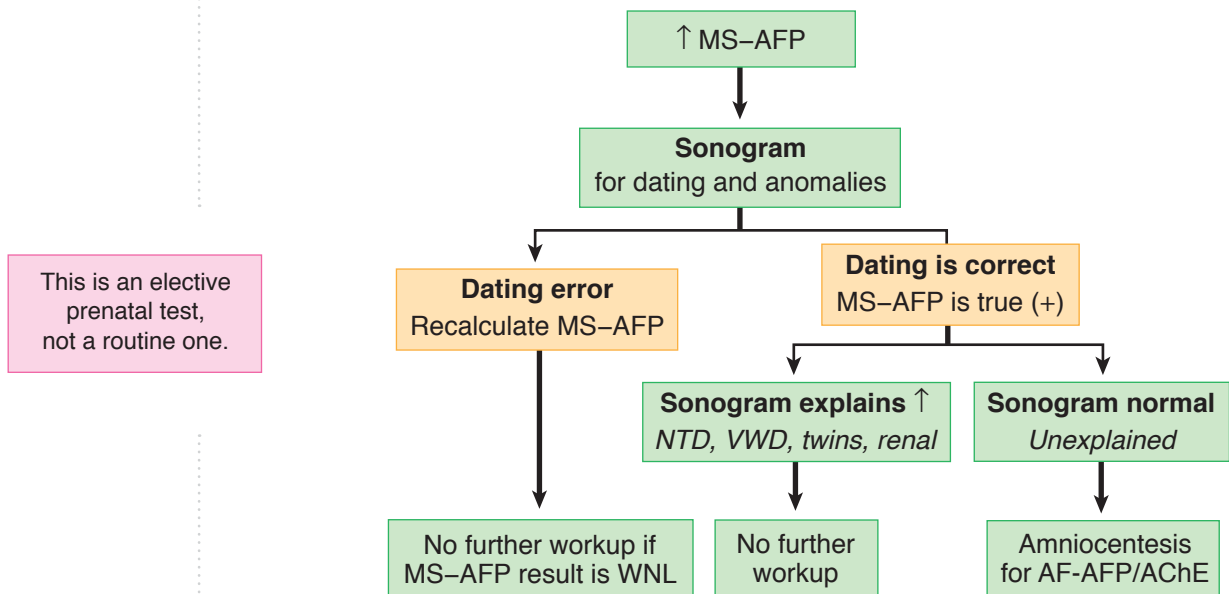 ↑ MS–AFP
Sonogram
for dating and anomalies
This is an elective
prenatal test,
not a routine one.
Dating error
Recalculate MS–AFP
Dating is correct
MS–AFP is true (+)
Sonogram explains ↑
NTD, VWD, twins, renal
Sonogram normal
Unexplained
No further workup if
MS–AFP result is WNL
No further
workup
Amniocentesis
for AF-AFP/AChE